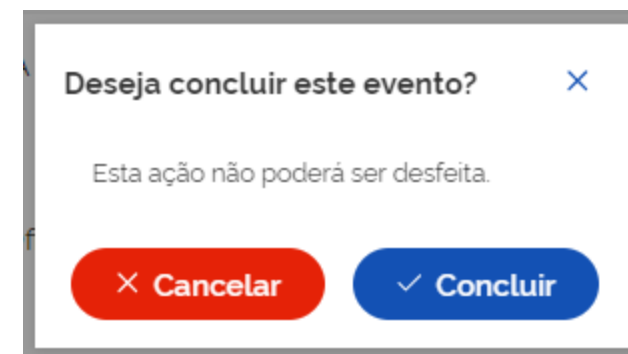 Deseja concluir este evento?
Esta ação não poderá ser desfeita.
Cancelar
Concluir